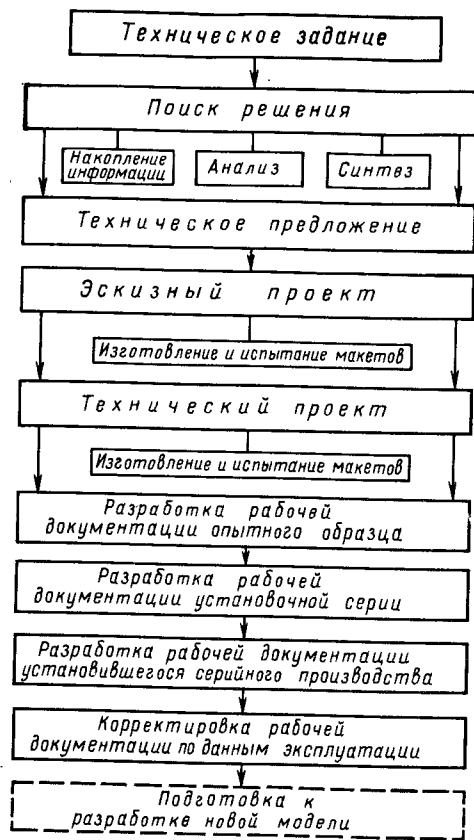 Техническое задание
Поиск решения
Накопление
информации
Анализ
Синтез
Техническое предложение
Эскизный проект
Изготовление и испытание макетов
Технический проект
Изготовление и испытание макетов
Разработка рабочей
документации опытного образца
Разработка рабочей
документации установочной серии
Разработка рабочей документации
установившегося серийного производства
Корректировка рабочей
документации по данным эксплуатации
Подготовка к
разработке новой модели